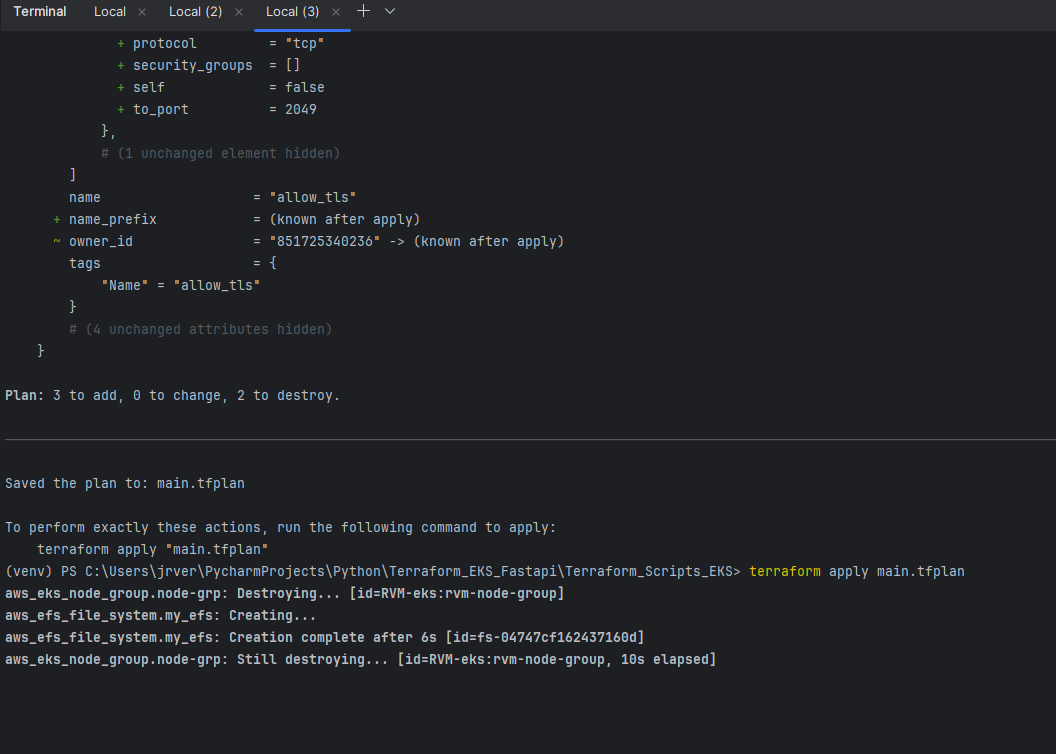 Terminal Local × Local (2) × Local (3) ×
+ protocol = "tcp"
+ security_groups = []
+ self = false
+ to_port = 2049
},
# (1 unchanged element hidden)
]
name = "allow_tls"
+ name_prefix = (known after apply)
~ owner_id = "851725340236" -> (known after apply)
tags = {
"Name" = "allow_tls"
}
# (4 unchanged attributes hidden)
}
Plan: 3 to add, 0 to change, 2 to destroy.
Saved the plan to: main.tfplan
To perform exactly these actions, run the following command to apply:
terraform apply "main.tfplan"
(venv) PS C:\Users\jrver\PycharmProjects\Python\Terraform_EKS_Fastapi\Terraform_Scripts_EKS> terraform apply main.tfplan
aws_eks_node_group.node-grp: Destroying... [id=RVM-eks:rvm-node-group]
aws_efs_file_system.my_efs: Creating...
aws_efs_file_system.my_efs: Creation complete after 6s [id=fs-04747cf162437160d]
aws_eks_node_group.node-grp: Still destroying... [id=RVM-eks:rvm-node-group, 10s elapsed]